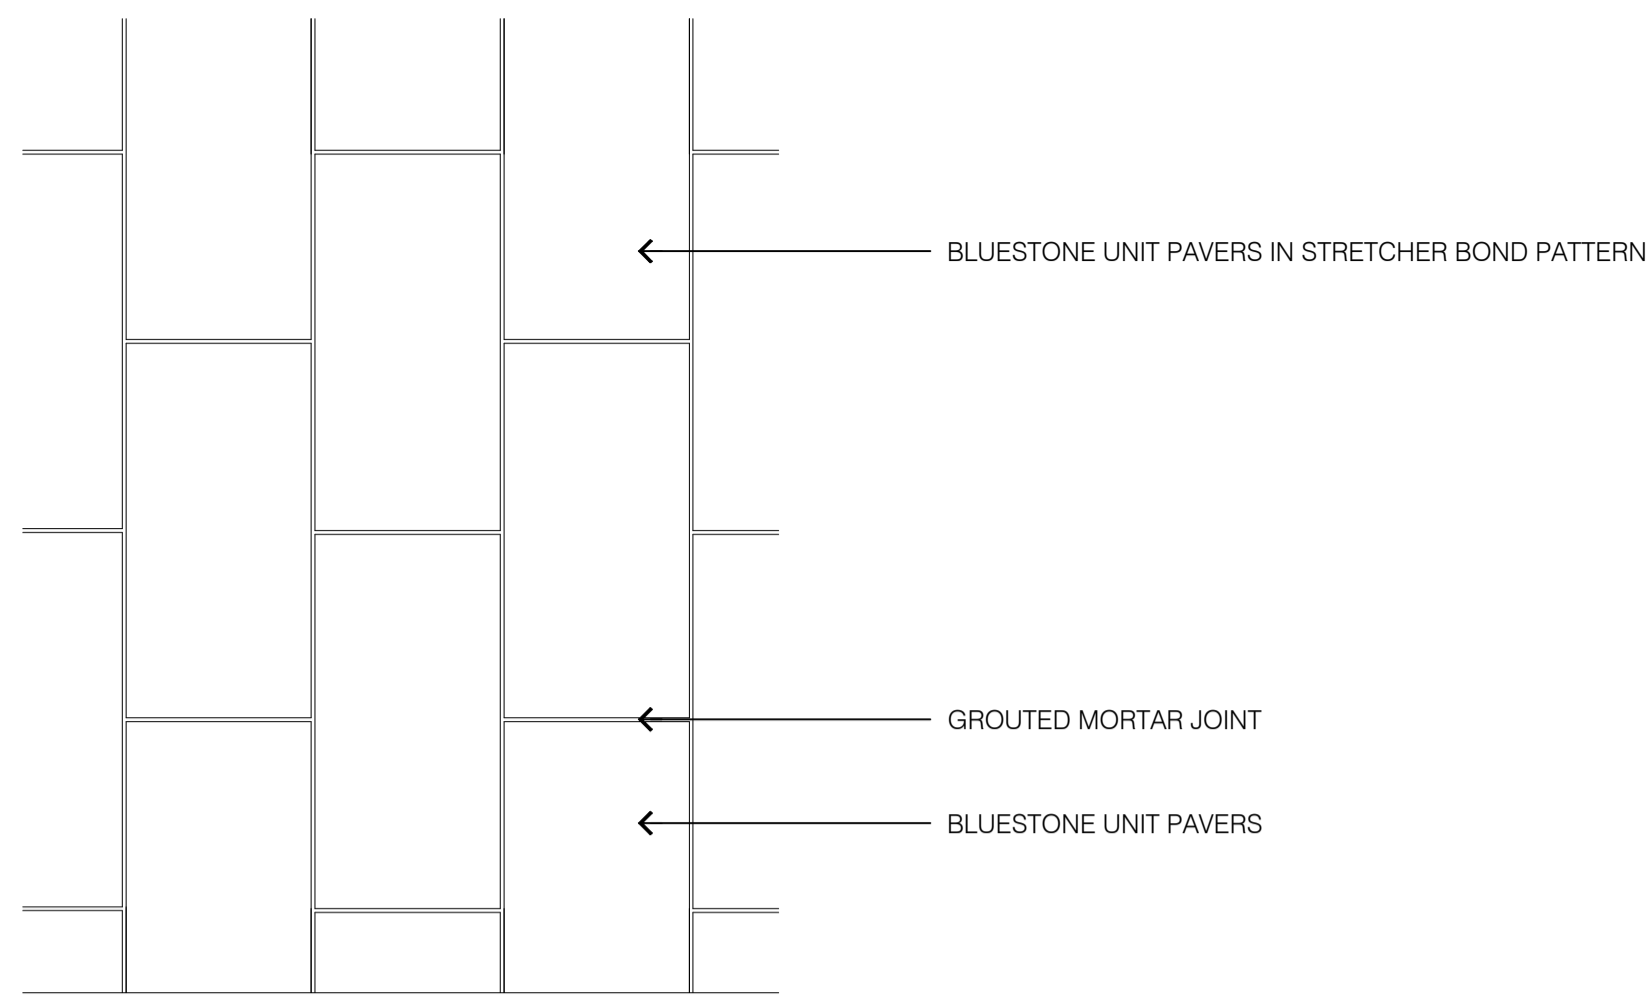 BLUESTONE UNIT PAVERS IN STRETCHER BOND PATTERN
GROUTED MORTAR JOINT
BLUESTONE UNIT PAVERS